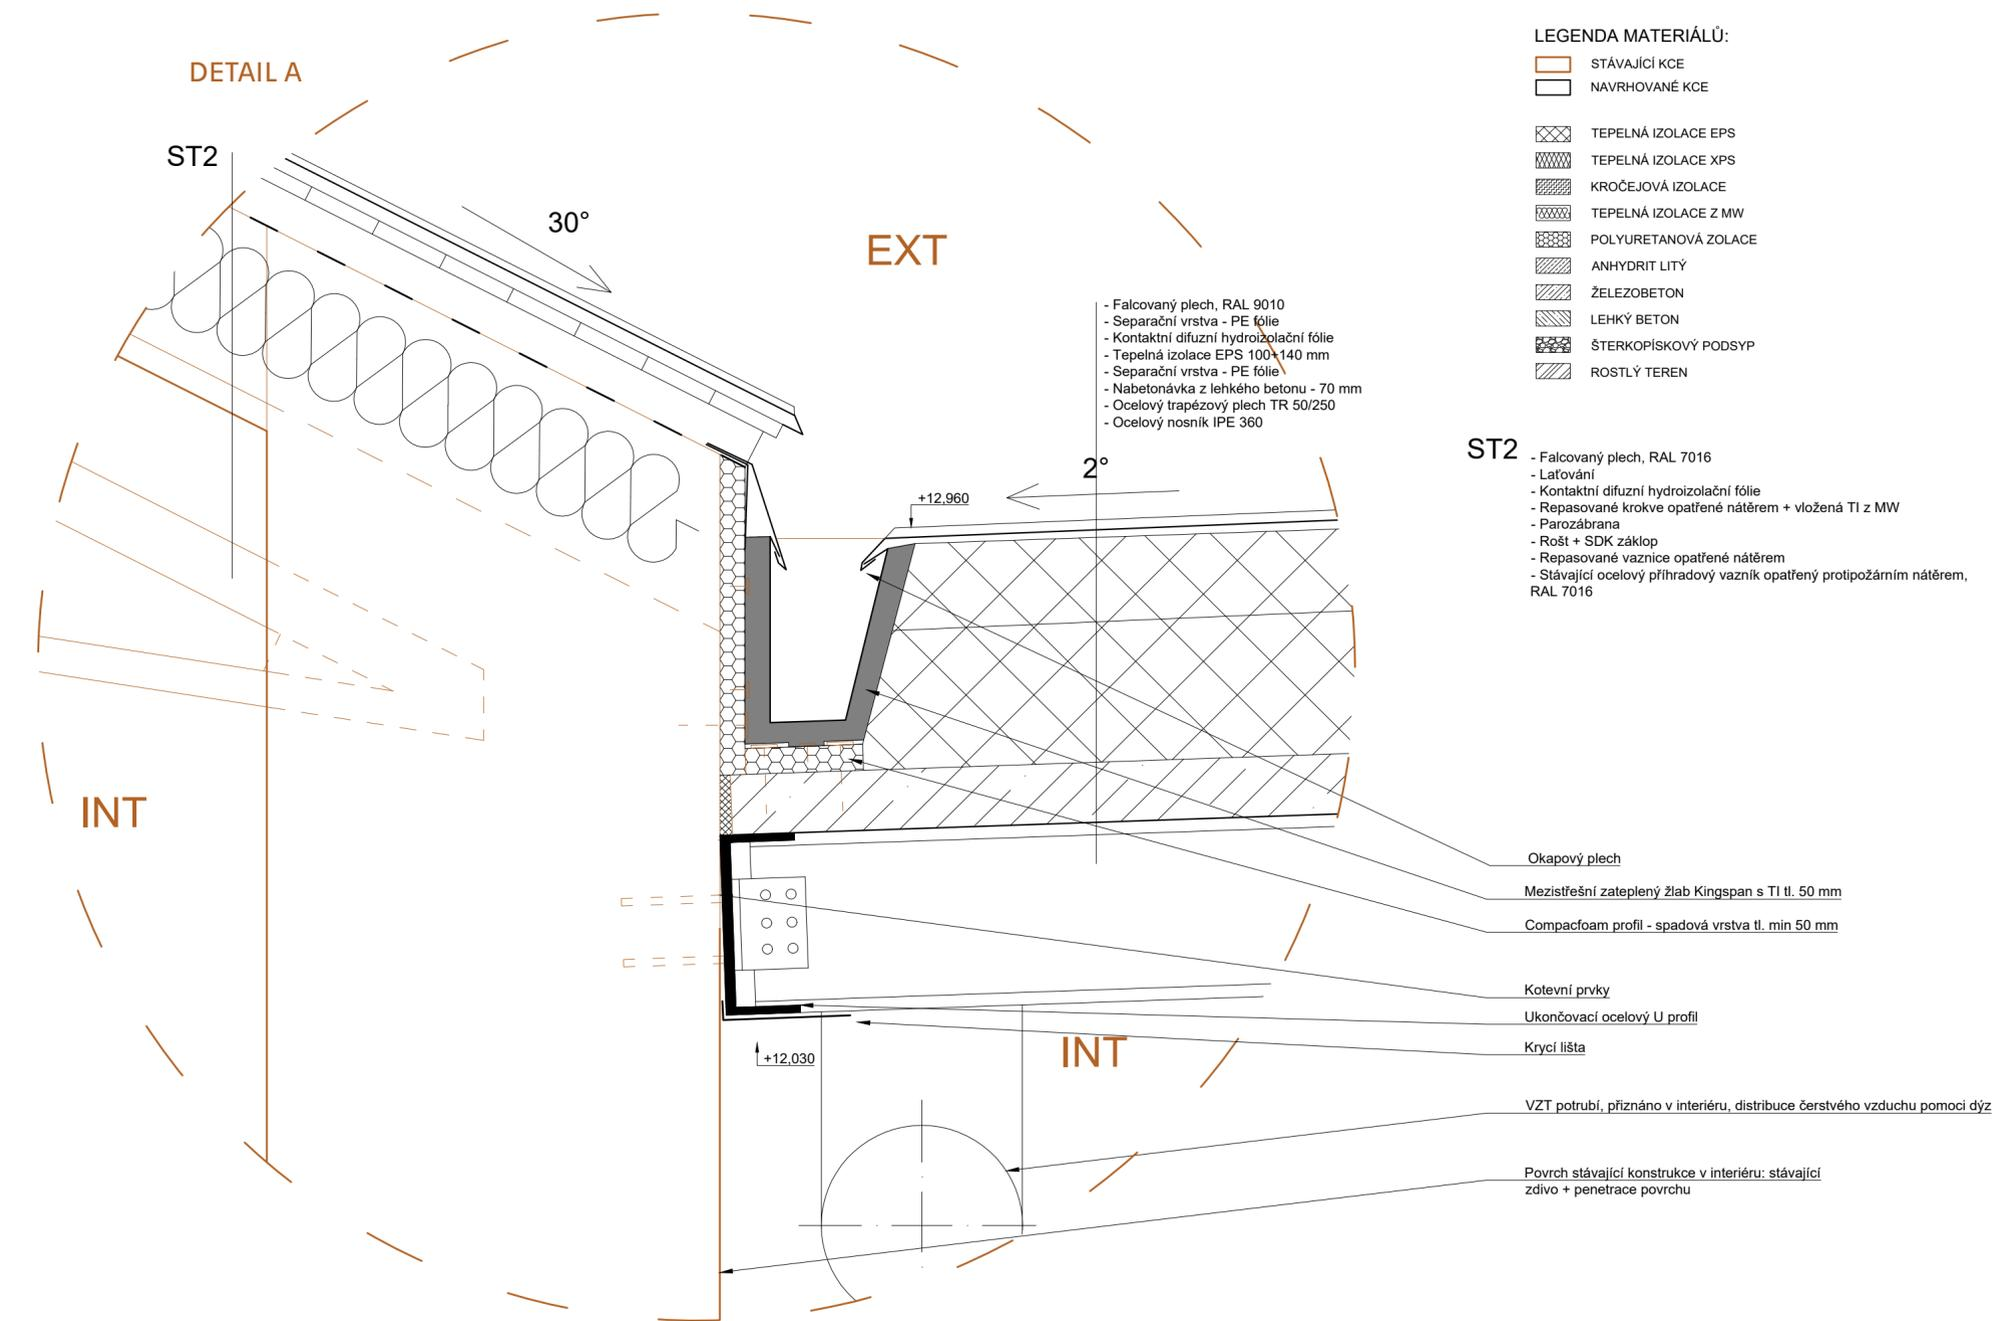 DETAIL A
ST2
30°
EXT
- Falcovaný plech, RAL 9010
- Separační vrstva - PE fólie
- Kontaktní difuzní hydroizolační fólie
- Tepelná izolace EPS 100+140 mm
- Separační vrstva - PE fólie
- Nabetonávka z lehkého betonu - 70 mm
- Ocelový trapézový plech TR 50/250
- Ocelový nosník IPE 360
2°
+12,960
INT
+12,030
INT
LEGENDA MATERIÁLŮ:
STÁVAJÍCÍ KCE
NAVRHOVANÉ KCE
TEPELNÁ IZOLACE EPS
TEPELNÁ IZOLACE XPS
KROČEJOVÁ IZOLACE
TEPELNÁ IZOLACE Z MW
POLYURETANOVÁ ZOLACE
ANHYDRIT LITÝ
ŽELEZOBETON
LEHKÝ BETON
ŠTERKOPÍSKOVÝ PODSYP
ROSTLÝ TEREN
ST2
- Falcovaný plech, RAL 7016
- Laťování
- Kontaktní difuzní hydroizolační fólie
- Repasované krokve opatřené nátěrem + vložená TI z MW
- Parozábrana
- Rošt + SDK záklop
- Repasované vaznice opatřené nátěrem
- Stávající ocelový příhradový vazník opatřený protipožárním nátěrem,
RAL 7016
Okapový plech
Mezistřešní zateplený žlab Kingspan s TI tl. 50 mm
Compacfoam profil - spadová vrstva tl. min 50 mm
Kotevní prvky
Ukončovací ocelový U profil
Krycí lišta
VZT potrubí, přiznáno v interiéru, distribuce čerstvého vzduchu pomoci dýz
Povrch stávající konstrukce v interiéru: stávající
zdivo + penetrace povrchu